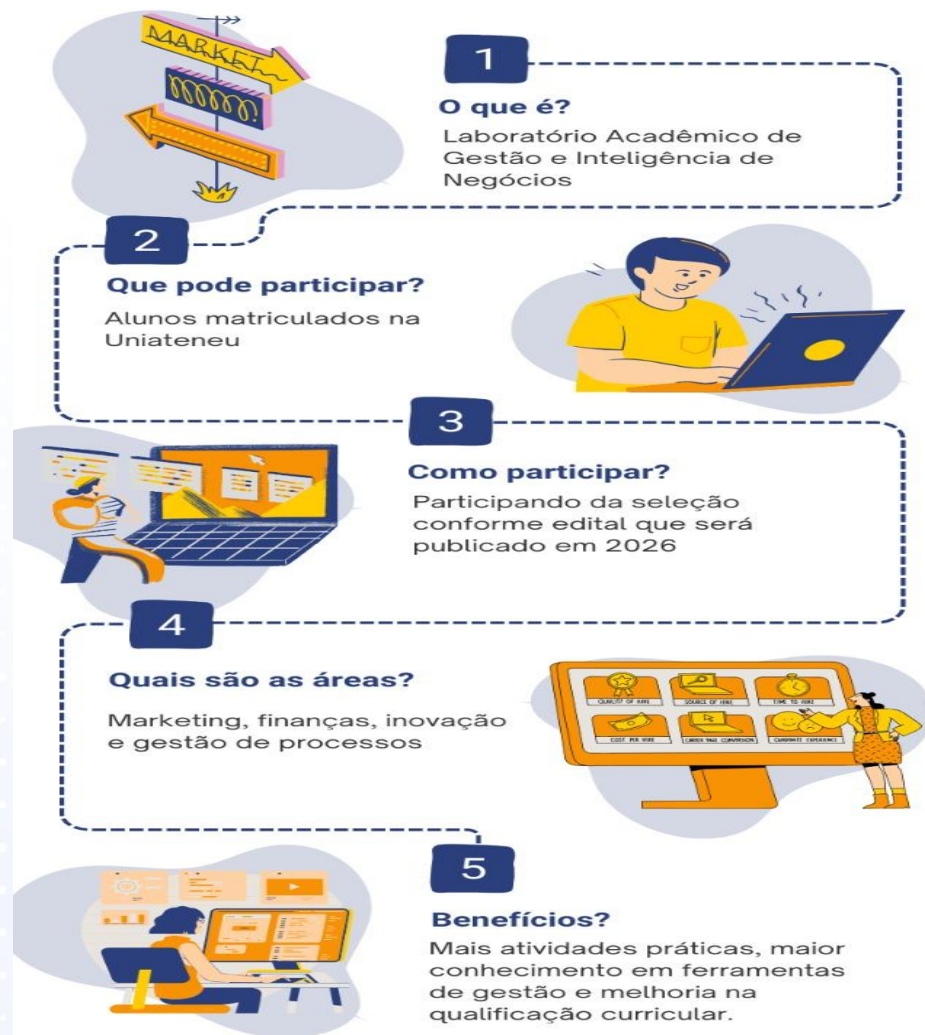 MARKET
1
O que é?
Laboratório Acadêmico de
Gestão e Inteligência de
Negócios
2
Que pode participar?
Alunos matriculados na
Uniateneu
3
Como participar?
Participando da seleção
conforme edital que será
publicado em 2026
4
Quais são as áreas?
Marketing, finanças, inovação
e gestão de processos
QUALITY OF HIRE
SOURCE OF HIRE
TIME TO HIRE
COST PER HIRE
CAREER PAGE CONVERSION
CANDIDATE EXPERIENCE
5
Benefícios?
Mais atividades práticas, maior
conhecimento em ferramentas
de gestão e melhoria na
qualificação curricular.